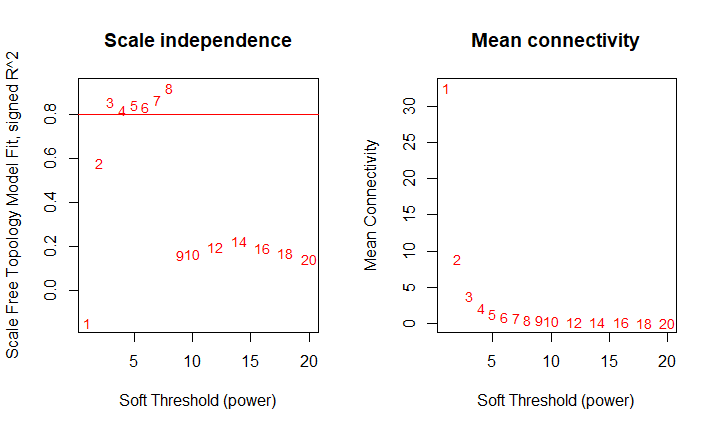 Scale independence
Scale Free Topology Model Fit, signed R^2
0.0 0.2 0.4 0.6 0.8
1 2 3 4 5 6 7 8 9 10 12 14 16 18 20
5 10 15 20
Soft Threshold (power)
Mean connectivity
Mean Connectivity
0 5 10 15 20 25 30
1 2 3 4 5 6 7 8 9 10 12 14 16 18 20
5 10 15 20
Soft Threshold (power)